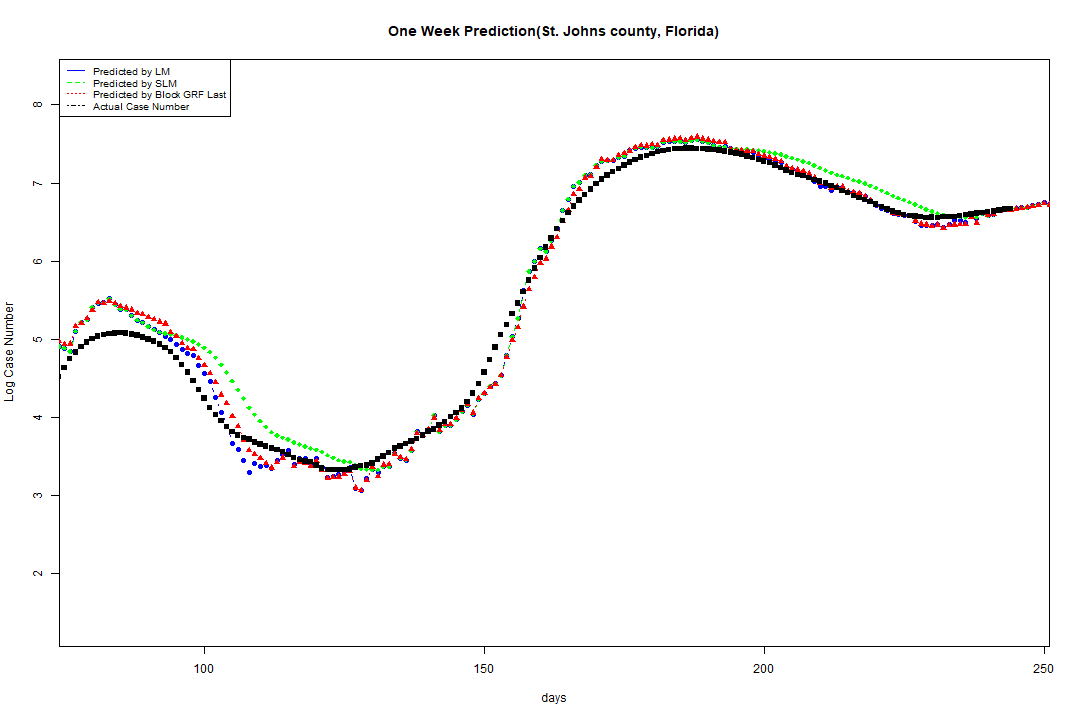 One Week Prediction(St. Johns county, Florida)
Predicted by LM
Predicted by SLM
Predicted by Block GRF Last
Actual Case Number
8
7
6
5
4
3
2
Log Case Number
100 150 200 250
days